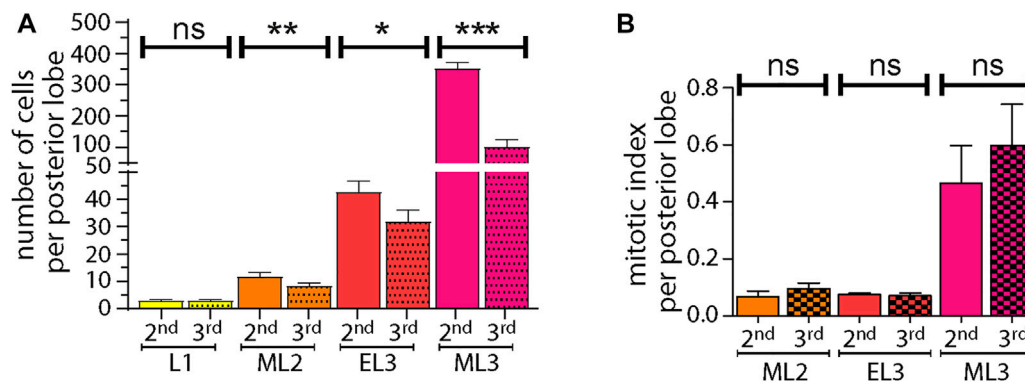 A
number of cells
per posterior lobe
500
400
300
200
100
50
40
30
20
10
0
ns
**
*
***
2nd 3rd 2nd 3rd 2nd 3rd 2nd 3rd
L1 ML2 EL3 ML3
B
mitotic index
per posterior lobe
0.8
0.6
0.4
0.2
0.0
ns ns ns
2nd 3rd 2nd 3rd 2nd 3rd
ML2 EL3 ML3